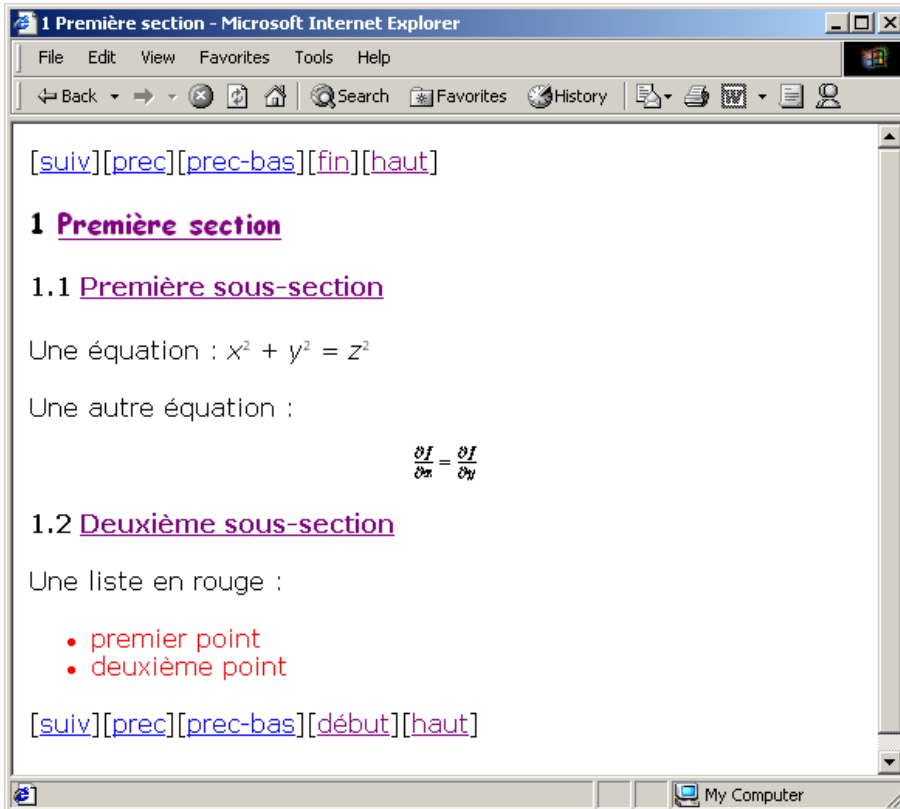 1 Première section - Microsoft Internet Explorer
File Edit View Favorites Tools Help
Back Search Favorites History
[suiv][prec][prec-bas][fin][haut]
1 Première section
1.1 Première sous-section
Une équation : x² + y² = z²
Une autre équation :
∂f/∂x = ∂f/∂y
1.2 Deuxième sous-section
Une liste en rouge :
• premier point
• deuxième point
[suiv][prec][prec-bas][début][haut]
My Computer